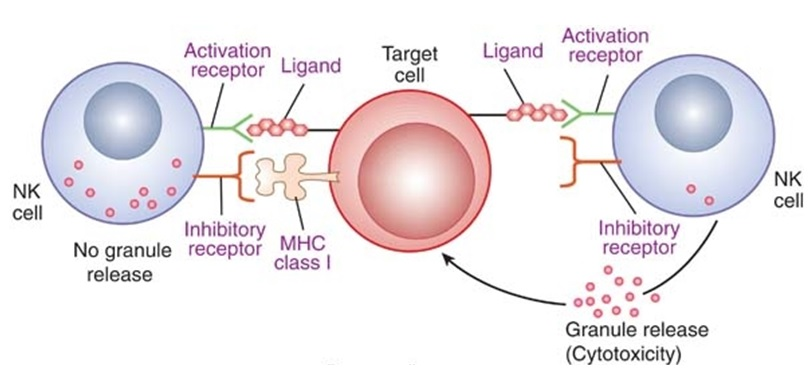 Activation
receptor
Ligand
Target
cell
Ligand
Activation
receptor
NK
cell
No granule
release
Inhibitory
receptor
MHC
class I
Inhibitory
receptor
NK
cell
Granule release
(Cytotoxicity)